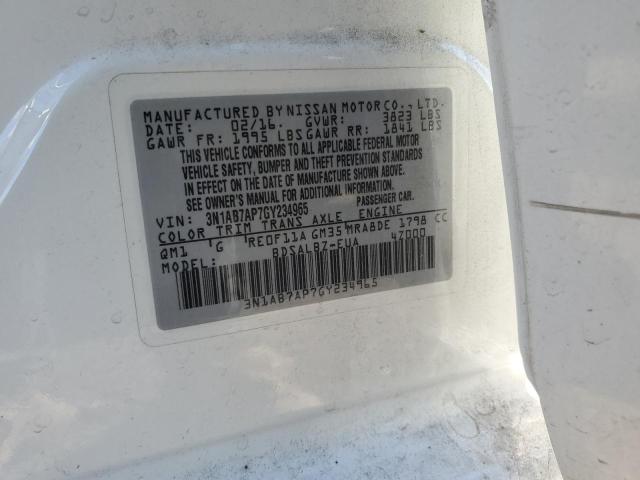 MANUFACTURED BY NISSAN MOTOR CO., LTD.
DATE: 02/16 GVWR: 3823 LBS
GAWR FR: 1995 LBS GAWR RR: 1841 LBS
THIS VEHICLE CONFORMS TO ALL APPLICABLE FEDERAL MOTOR
VEHICLE SAFETY, BUMPER AND THEFT PREVENTION STANDARDS
IN EFFECT ON THE DATE OF MANUFACTURE SHOWN ABOVE.
SEE OWNER'S MANUAL FOR ADDITIONAL INFORMATION.
VIN: 3N1AB7AP7GY234965 PASSENGER CAR
COLOR TRIM TRANS AXLE ENGINE
QM1 G RE0F11A GM35 MRA8DE 1798 CC
MODEL: BDSALBZ-EUA 47000
3N1AB7AP7GY234965